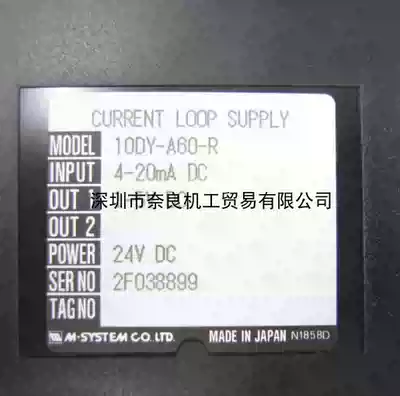 CURRENT LOOP SUPPLY
MODEL 10DY-A60-R
INPUT 4-20mA DC
深圳市奈良机工贸易有限公司
OUT 1
OUT 2
POWER 24V DC
SER NO 2F038899
TAG NO
M-SYSTEM CO. LTD. MADE IN JAPAN N1858D